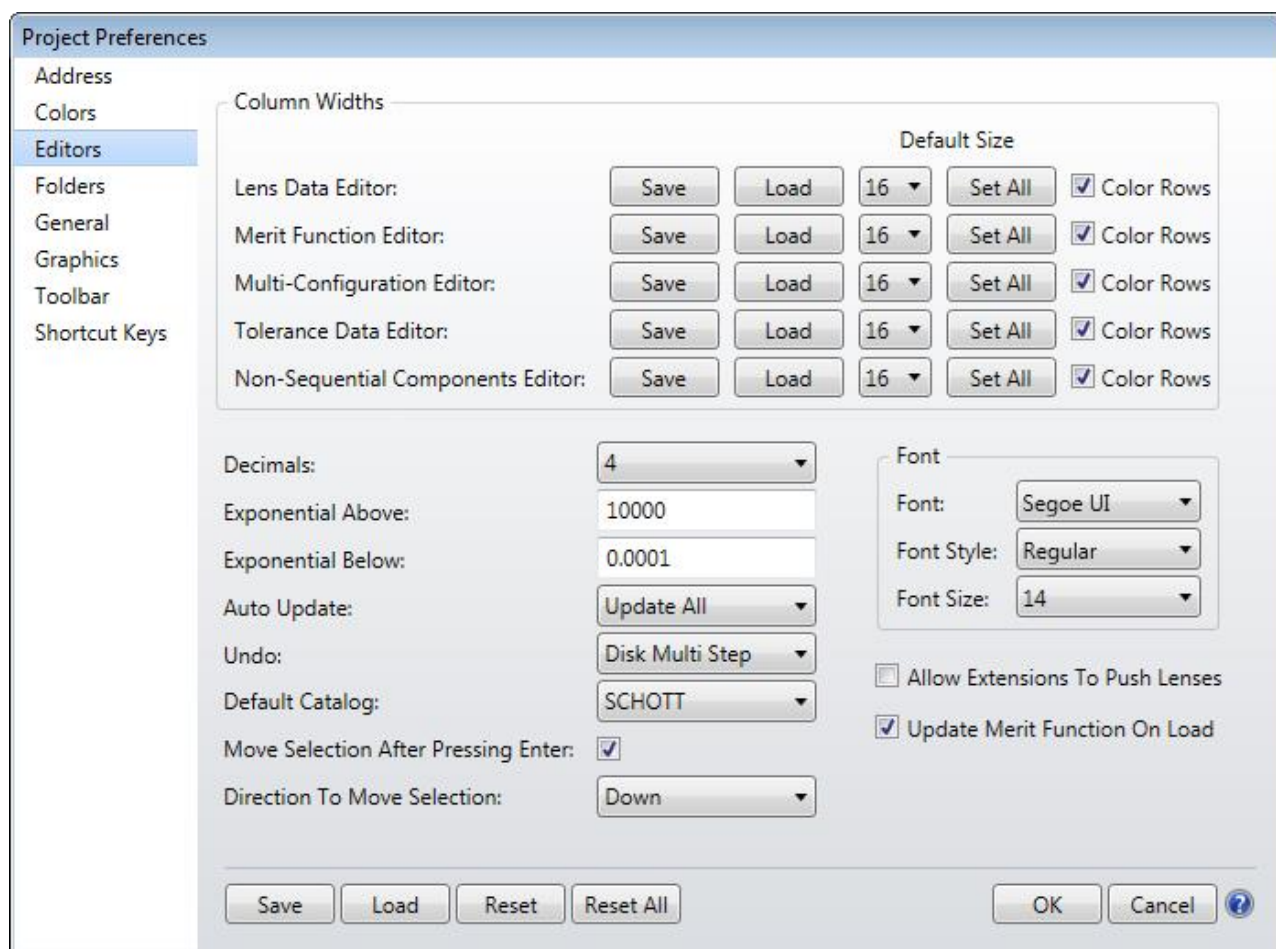 Project Preferences
Address
Colors
Editors
Folders
General
Graphics
Toolbar
Shortcut Keys
Column Widths
Default Size
Lens Data Editor: Save Load 16 Set All Color Rows
Merit Function Editor: Save Load 16 Set All Color Rows
Multi-Configuration Editor: Save Load 16 Set All Color Rows
Tolerance Data Editor: Save Load 16 Set All Color Rows
Non-Sequential Components Editor: Save Load 16 Set All Color Rows
Decimals: 4
Exponential Above: 10000
Exponential Below: 0.0001
Auto Update: Update All
Undo: Disk Multi Step
Default Catalog: SCHOTT
Move Selection After Pressing Enter:
Direction To Move Selection: Down
Font
Font: Segoe UI
Font Style: Regular
Font Size: 14
Allow Extensions To Push Lenses
Update Merit Function On Load
Save Load Reset Reset All OK Cancel ?